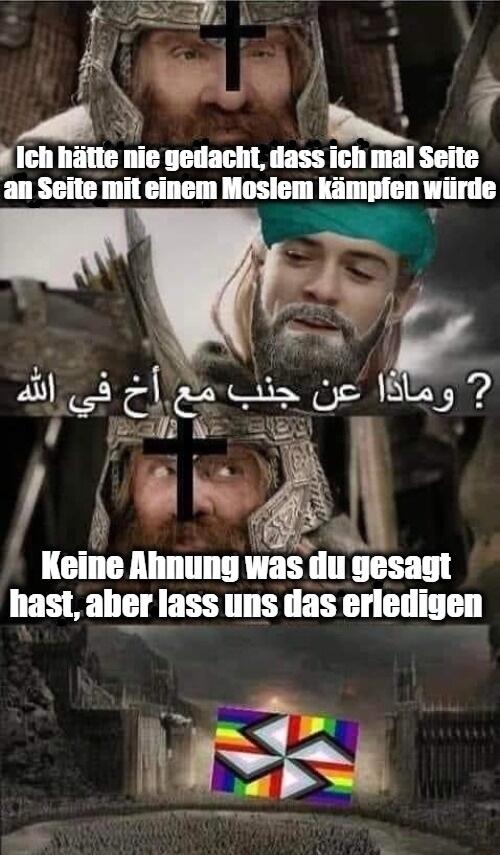 Ich hätte nie gedacht, dass ich mal Seite
an Seite mit einem Moslem kämpfen würde
وماذا عن جنب مع أخ في الله ?
Keine Ahnung was du gesagt
hast, aber lass uns das erledigen